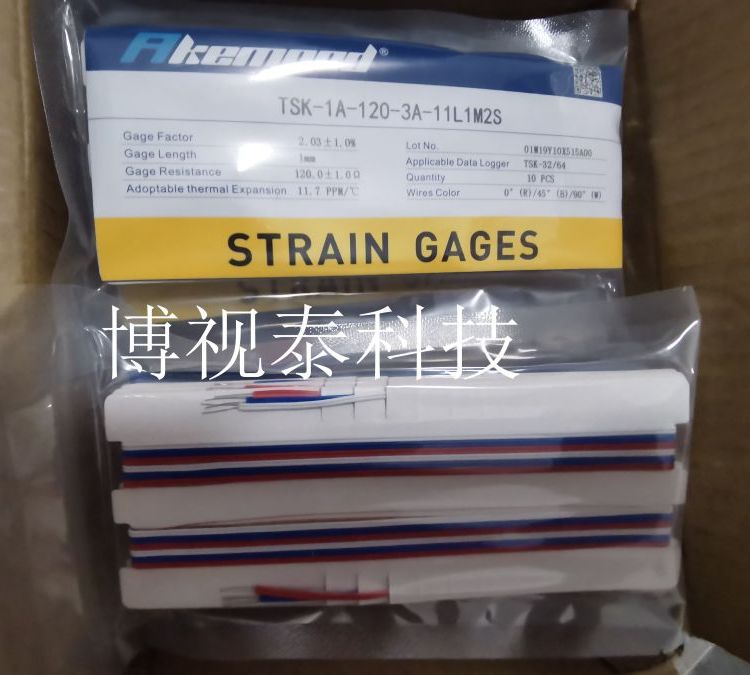 Akemeed®
TSK-1A-120-3A-11L1M2S
Gage Factor 2.03±1.0%
Gage Length 1mm
Gage Resistance 120.0±1.0Ω
Adoptable thermal Expansion 11.7 PPM/℃
Lot No. 01M19Y10X515A00
Applicable Data Logger TSK-32/64
Quantity 10 PCS
Wires Color 0° (R)/45° (B)/90° (W)
STRAIN GAGES
博视泰科技